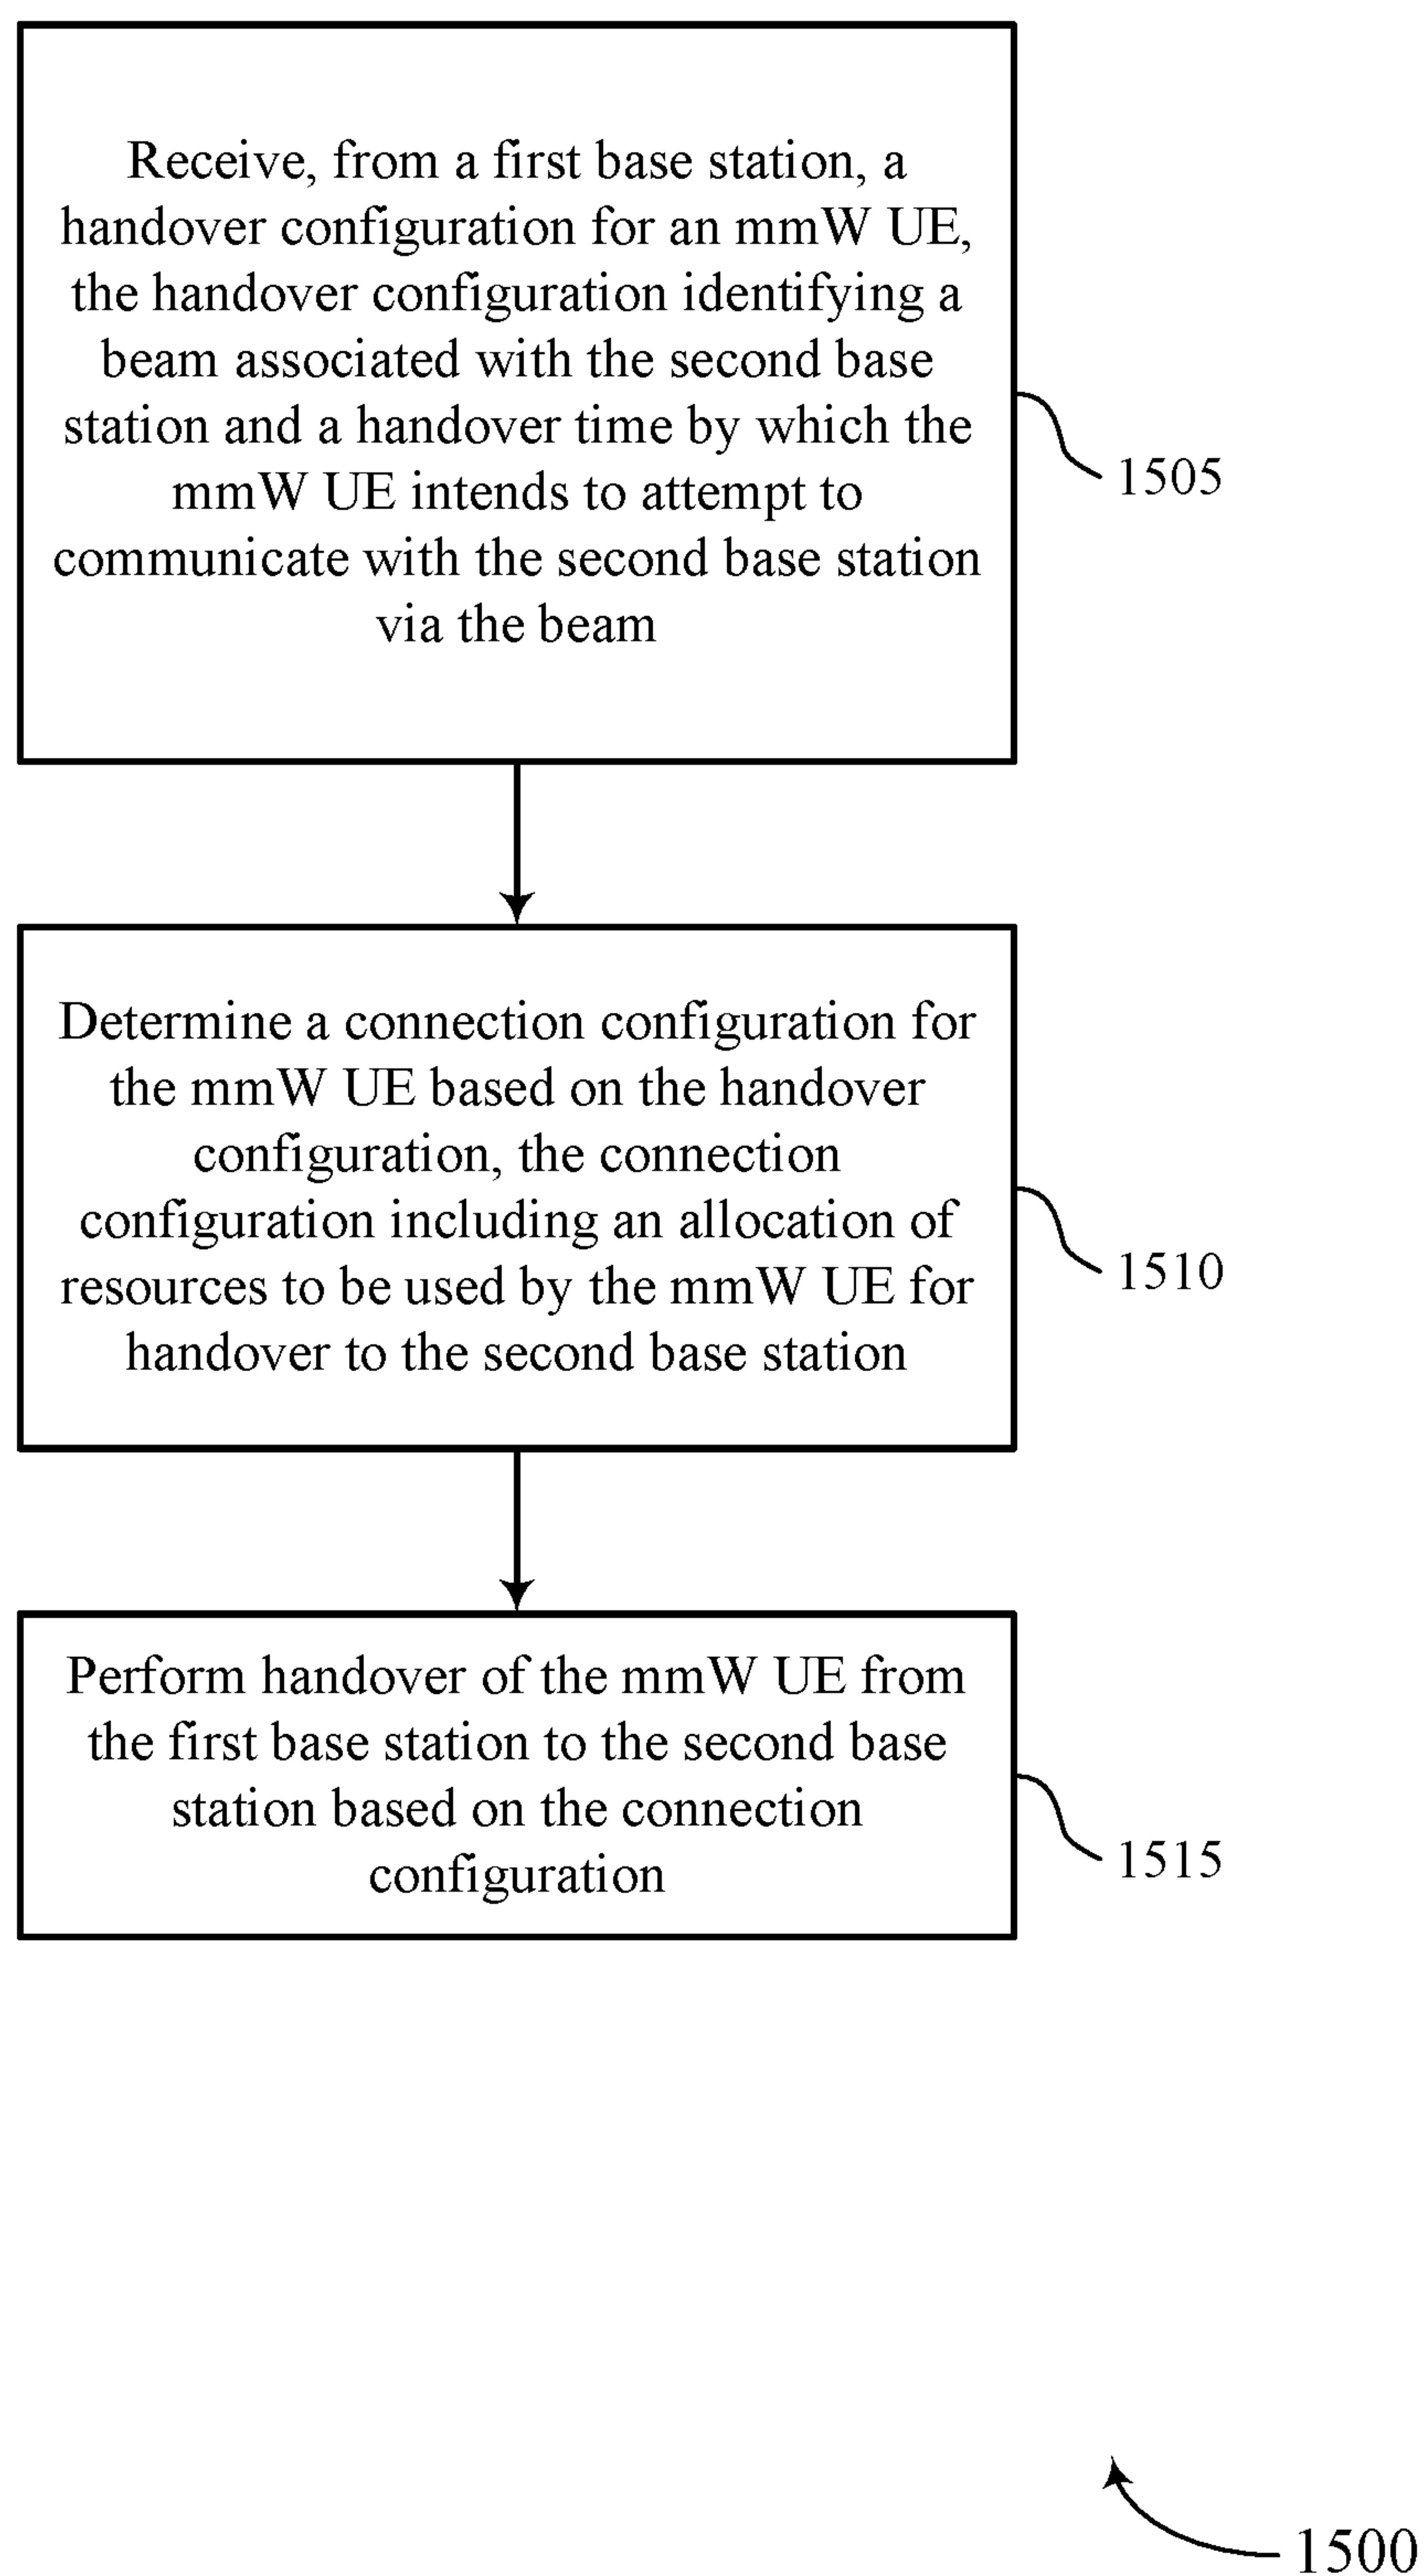 Receive, from a first base station, a
handover configuration for an mmW UE,
the handover configuration identifying a
beam associated with the second base
station and a handover time by which the
mmW UE intends to attempt to
communicate with the second base station
via the beam
1505
Determine a connection configuration for
the mmW UE based on the handover
configuration, the connection
configuration including an allocation of
resources to be used by the mmW UE for
handover to the second base station
1510
Perform handover of the mmW UE from
the first base station to the second base
station based on the connection
configuration
1515
1500